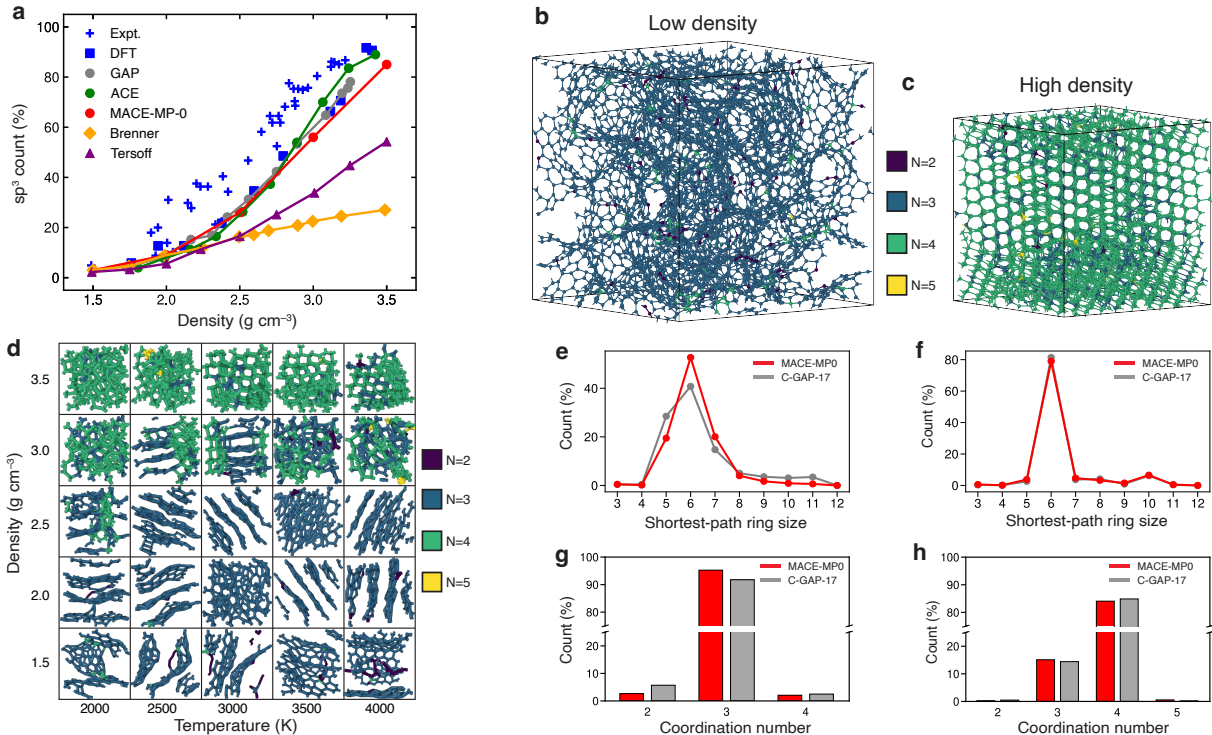 a
sp³ count (%)
100
80
60
40
20
0
Expt.
DFT
GAP
ACE
MACE-MP-0
Brenner
Tersoff
1.5 2.0 2.5 3.0 3.5
Density (g cm⁻³)
b
Low density
N=2
N=3
N=4
N=5
c
High density
d
Density (g cm⁻³)
3.5
3.0
2.5
2.0
1.5
2000 2500 3000 3500 4000
Temperature (K)
N=2
N=3
N=4
N=5
e
MACE-MP0
C-GAP-17
Count (%)
40
20
0
3 4 5 6 7 8 9 10 11 12
Shortest-path ring size
f
MACE-MP0
C-GAP-17
Count (%)
80
60
40
20
0
3 4 5 6 7 8 9 10 11 12
Shortest-path ring size
g
MACE-MP0
C-GAP-17
Count (%)
100
90
80
20
10
0
2 3 4
Coordination number
h
MACE-MP0
C-GAP-17
Count (%)
100
90
80
20
10
0
2 3 4 5
Coordination number